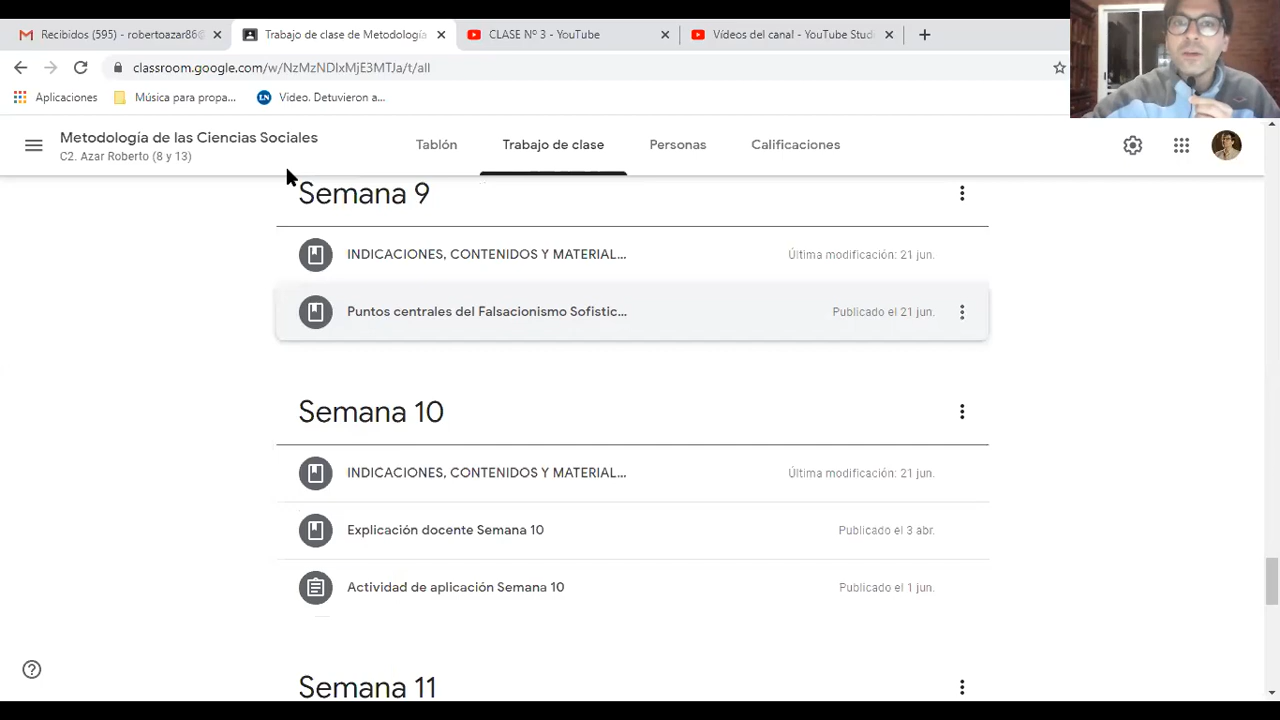 Recibidos (595) - robertoazar86@
Trabajo de clase de Metodología
CLASE Nº 3 - YouTube
Vídeos del canal - YouTube Stud
classroom.google.com/w/NzMzNDIxMjE3MTJa/t/all
Aplicaciones
Música para propa...
LN
Video. Detuvieron a...
Metodología de las Ciencias Sociales
C2. Azar Roberto (8 y 13)
Tablón
Trabajo de clase
Personas
Calificaciones
Semana 9
INDICACIONES, CONTENIDOS Y MATERIAL...
Última modificación: 21 jun.
Puntos centrales del Falsacionismo Sofistic...
Publicado el 21 jun.
Semana 10
INDICACIONES, CONTENIDOS Y MATERIAL...
Última modificación: 21 jun.
Explicación docente Semana 10
Publicado el 3 abr.
Actividad de aplicación Semana 10
Publicado el 1 jun.
Semana 11